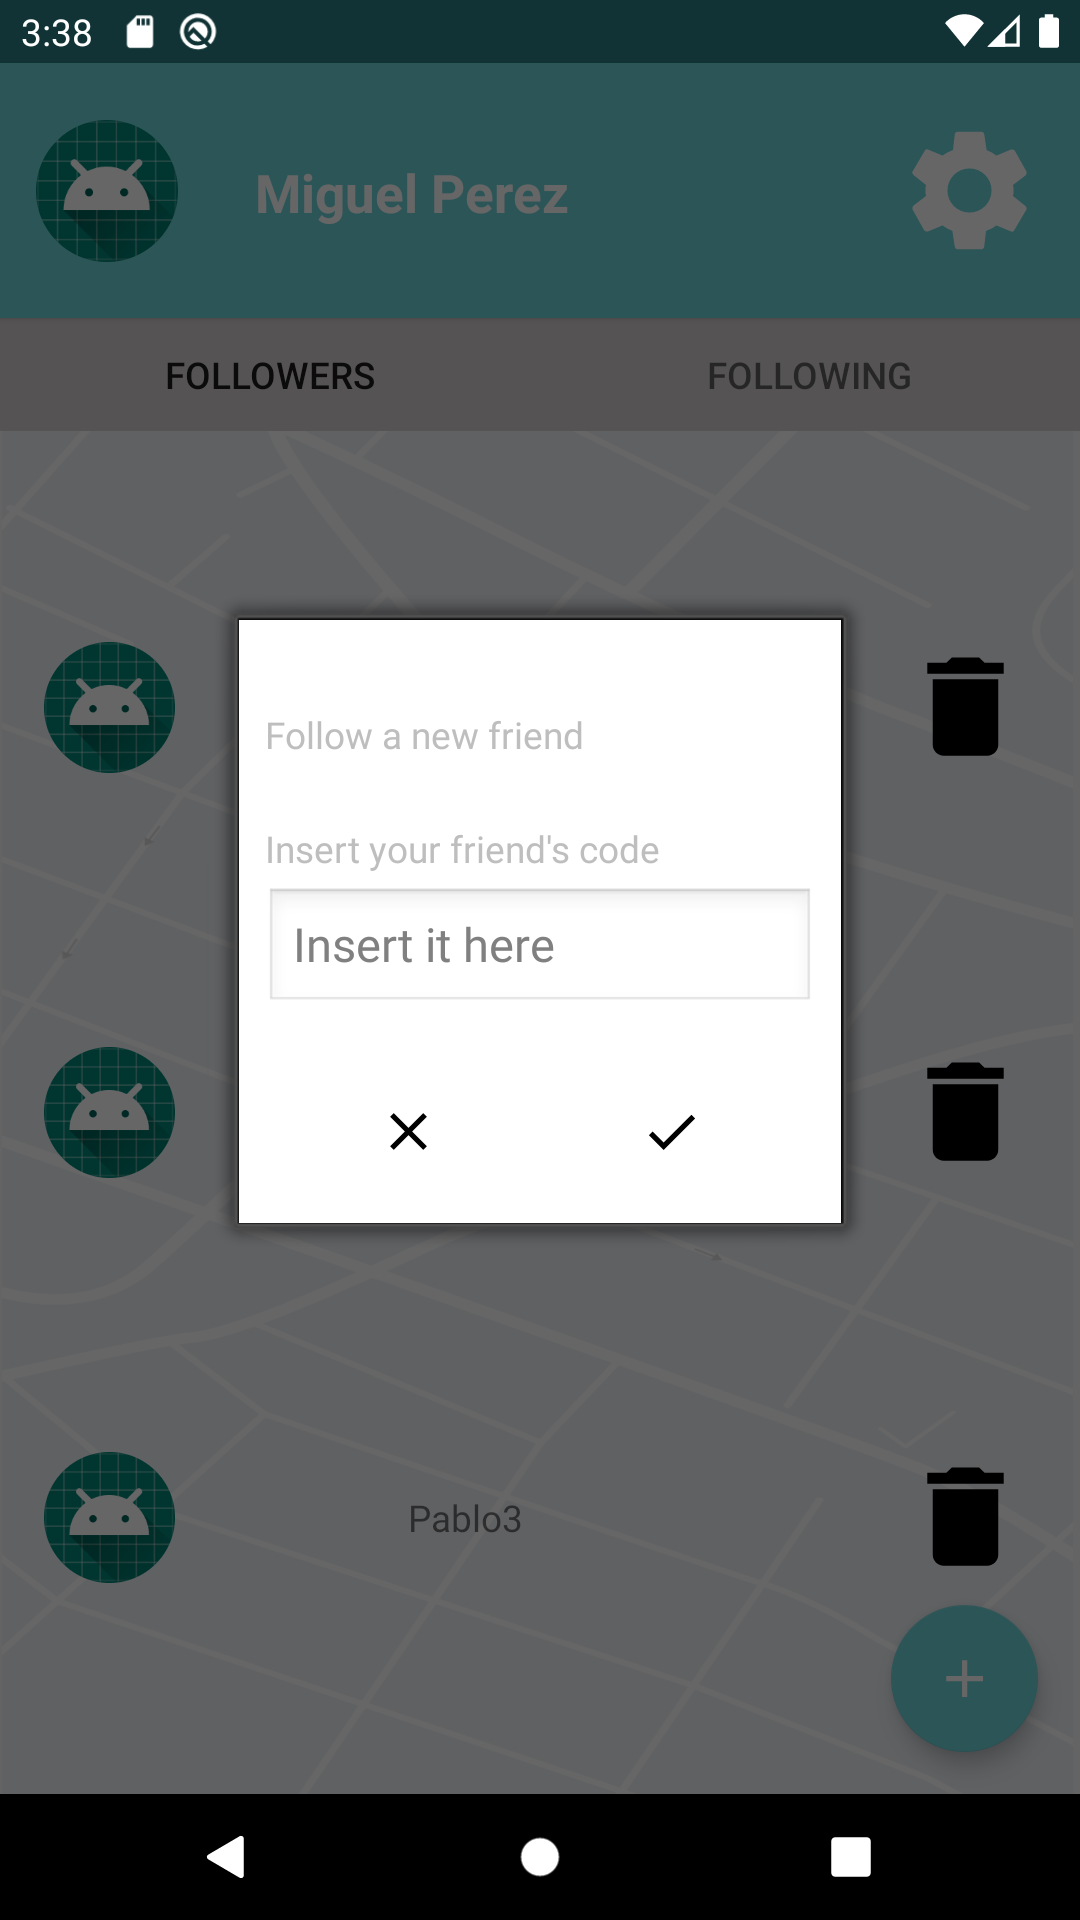 3:38
Miguel Perez
FOLLOWERS
FOLLOWING
Follow a new friend
Insert your friend's code
Insert it here
Pablo3